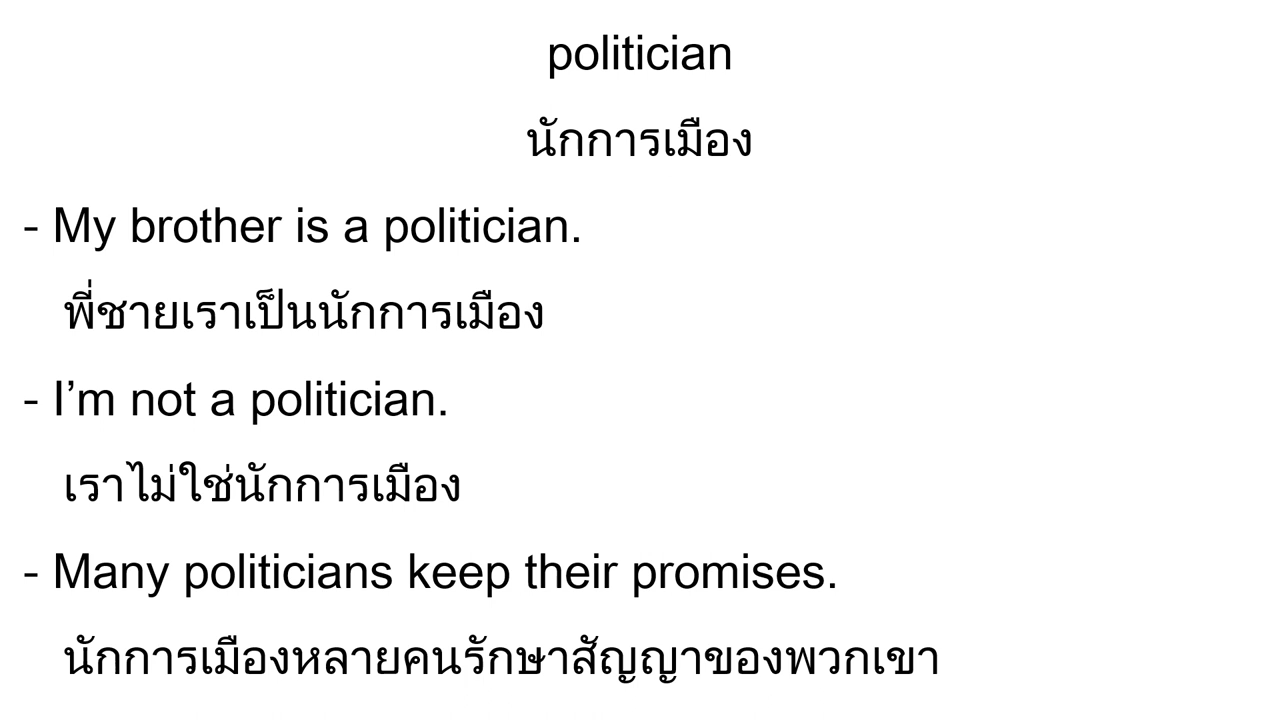 politician
นักการเมือง
- My brother is a politician.
พี่ชายเราเป็นนักการเมือง
- I’m not a politician.
เราไม่ใช่นักการเมือง
- Many politicians keep their promises.
นักการเมืองหลายคนรักษาสัญญาของพวกเขา